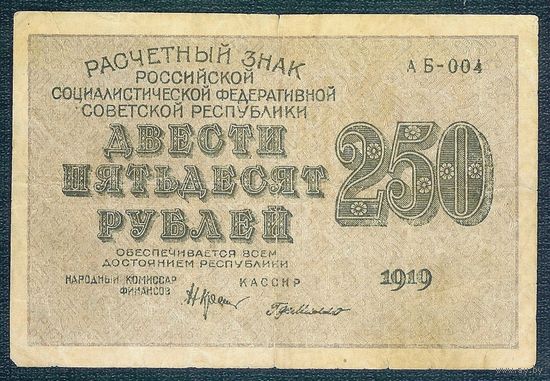 РАСЧЕТНЫЙ ЗНАК
РОССИЙСКОЙ
СОЦИАЛИСТИЧЕСКОЙ ФЕДЕРАТИВНОЙ
СОВЕТСКОЙ РЕСПУБЛИКИ
АБ-004
ДВЕСТИ
ПЯТЬДЕСЯТ
РУБЛЕЙ
250
ОБЕСПЕЧИВАЕТСЯ ВСЕМ
ДОСТОЯНИЕМ РЕСПУБЛИКИ
НАРОДНЫЙ КОМИССАР
ФИНАНСОВ
КАССИР
1919